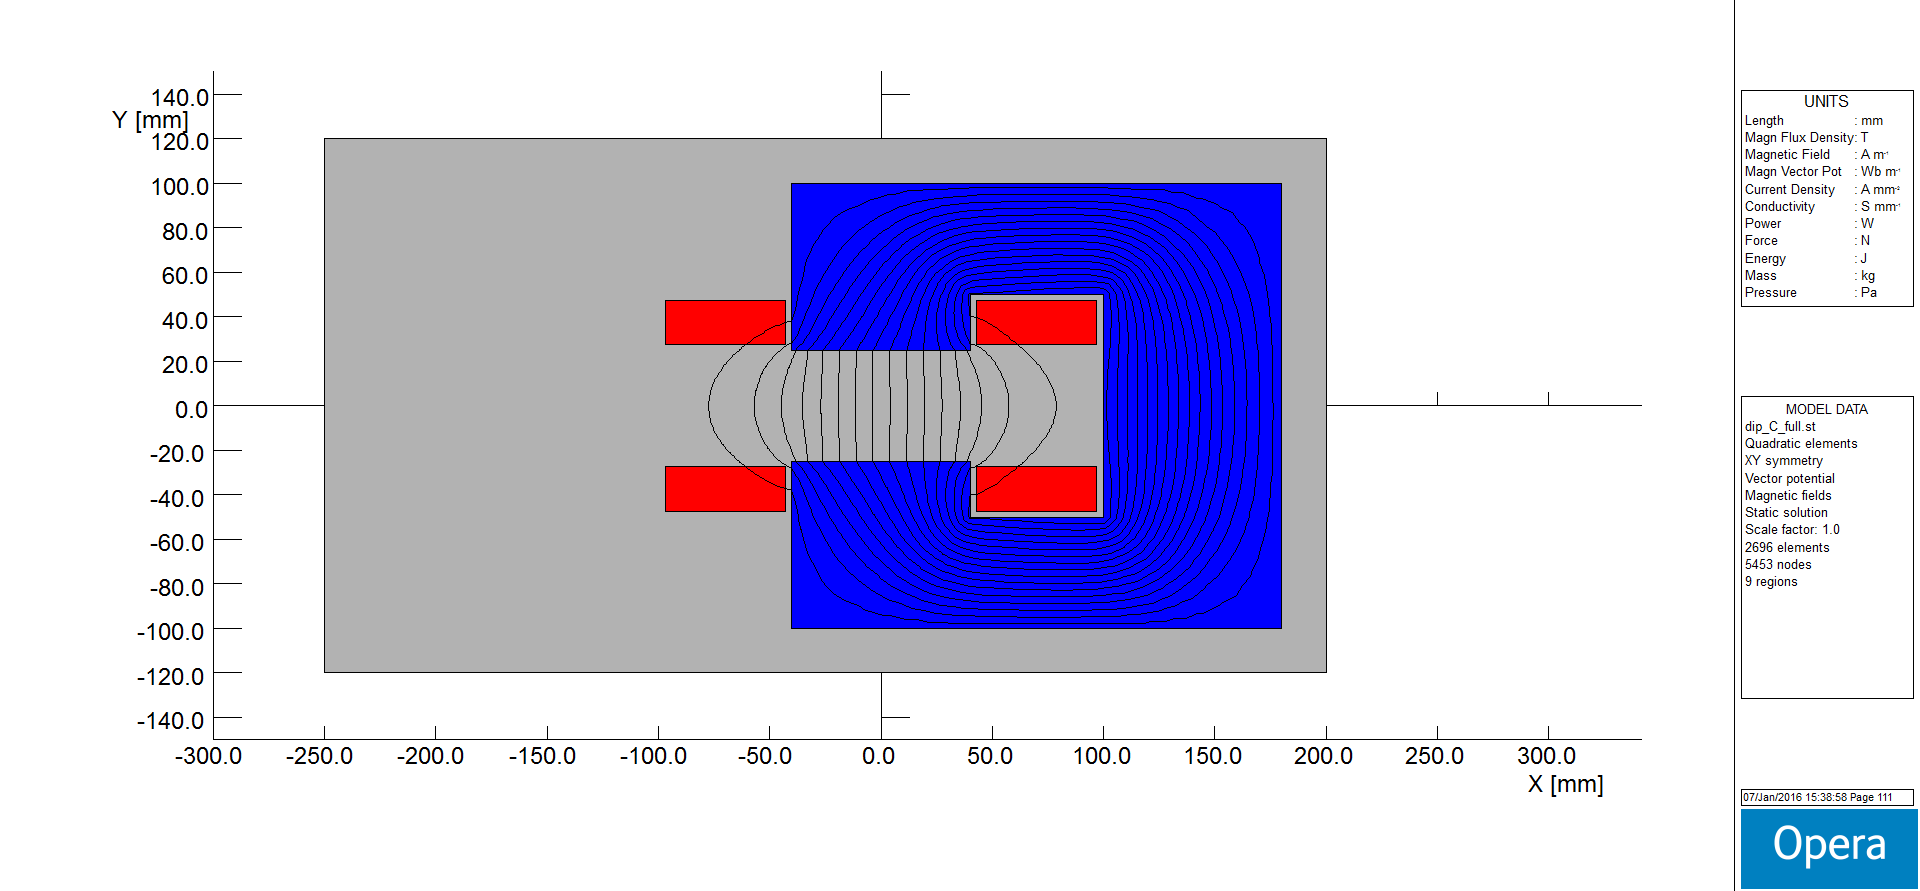 140.0
Y [mm]
120.0
100.0
80.0
60.0
40.0
20.0
0.0
-20.0
-40.0
-60.0
-80.0
-100.0
-120.0
-140.0
-300.0 -250.0 -200.0 -150.0 -100.0 -50.0 0.0 50.0 100.0 150.0 200.0 250.0 300.0
X [mm]
UNITS
Length : mm
Magn Flux Density: T
Magnetic Field : A m⁻¹
Magn Vector Pot : Wb m⁻¹
Current Density : A mm⁻²
Conductivity : S mm⁻¹
Power : W
Force : N
Energy : J
Mass : kg
Pressure : Pa
MODEL DATA
dip_C_full.st
Quadratic elements
XY symmetry
Vector potential
Magnetic fields
Static solution
Scale factor: 1.0
2696 elements
5453 nodes
9 regions
07/Jan/2016 15:38:58 Page 111
Opera